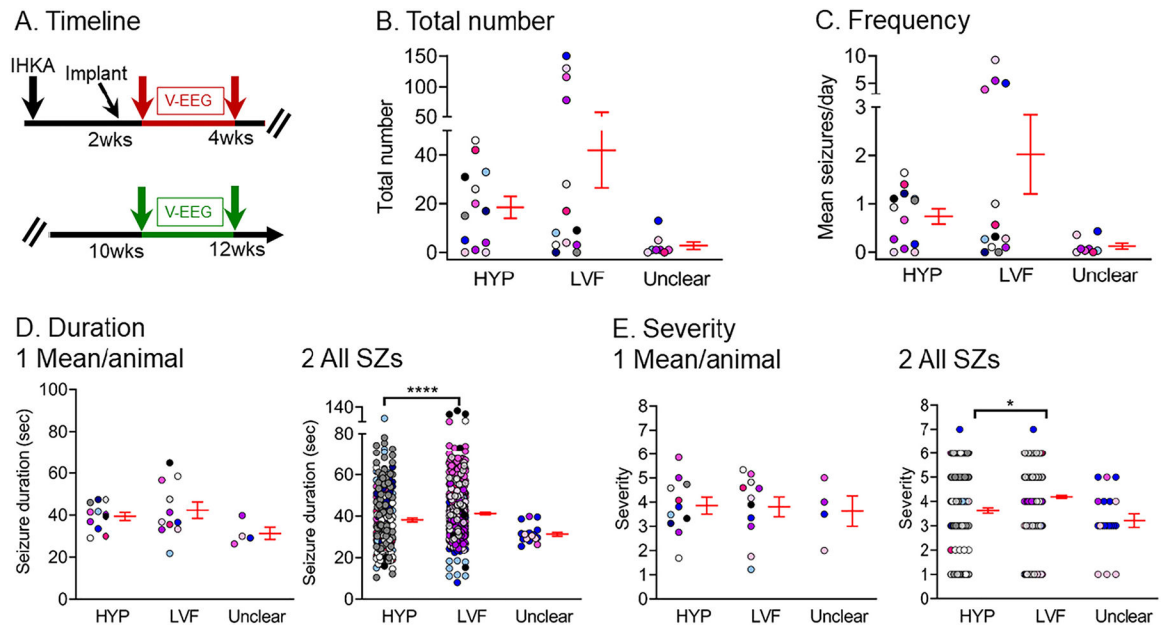 A. Timeline
IHKA
Implant
V-EEG
2wks
4wks
V-EEG
10wks
12wks
B. Total number
Total number
150
100
50
40
20
0
HYP
LVF
Unclear
C. Frequency
Mean seizures/day
10
5
3
2
1
0
HYP
LVF
Unclear
D. Duration
1 Mean/animal
Seizure duration (sec)
100
80
60
40
20
0
HYP
LVF
Unclear
2 All SZs
Seizure duration (sec)
140
80
60
40
20
0
****
HYP
LVF
Unclear
E. Severity
1 Mean/animal
Severity
8
7
6
5
4
3
2
1
0
HYP
LVF
Unclear
2 All SZs
Severity
8
7
6
5
4
3
2
1
0
*
HYP
LVF
Unclear